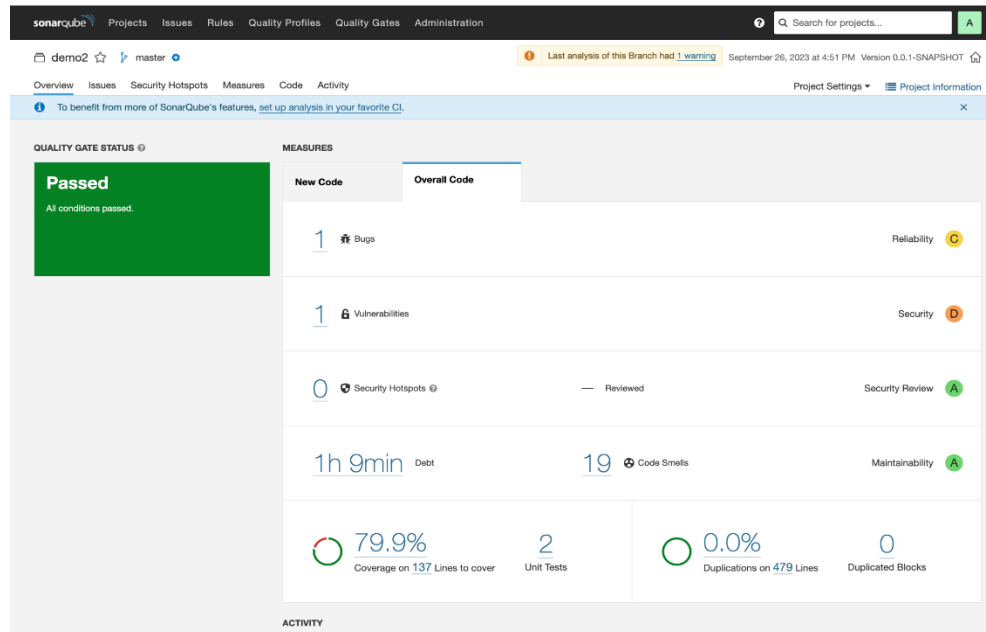 sonarqube Projects Issues Rules Quality Profiles Quality Gates Administration ? Search for projects... A
demo2 master Last analysis of this Branch had 1 warning September 26, 2023 at 4:51 PM Version 0.0.1-SNAPSHOT
Overview Issues Security Hotspots Measures Code Activity Project Settings Project Information
To benefit from more of SonarQube's features, set up analysis in your favorite CI.
QUALITY GATE STATUS
MEASURES
Passed
All conditions passed.
New Code Overall Code
1 Bugs Reliability C
1 Vulnerabilities Security D
0 Security Hotspots — Reviewed Security Review A
1h 9min Debt 19 Code Smells Maintainability A
79.9% 2 0.0% 0
Coverage on 137 Lines to cover Unit Tests Duplications on 479 Lines Duplicated Blocks
ACTIVITY